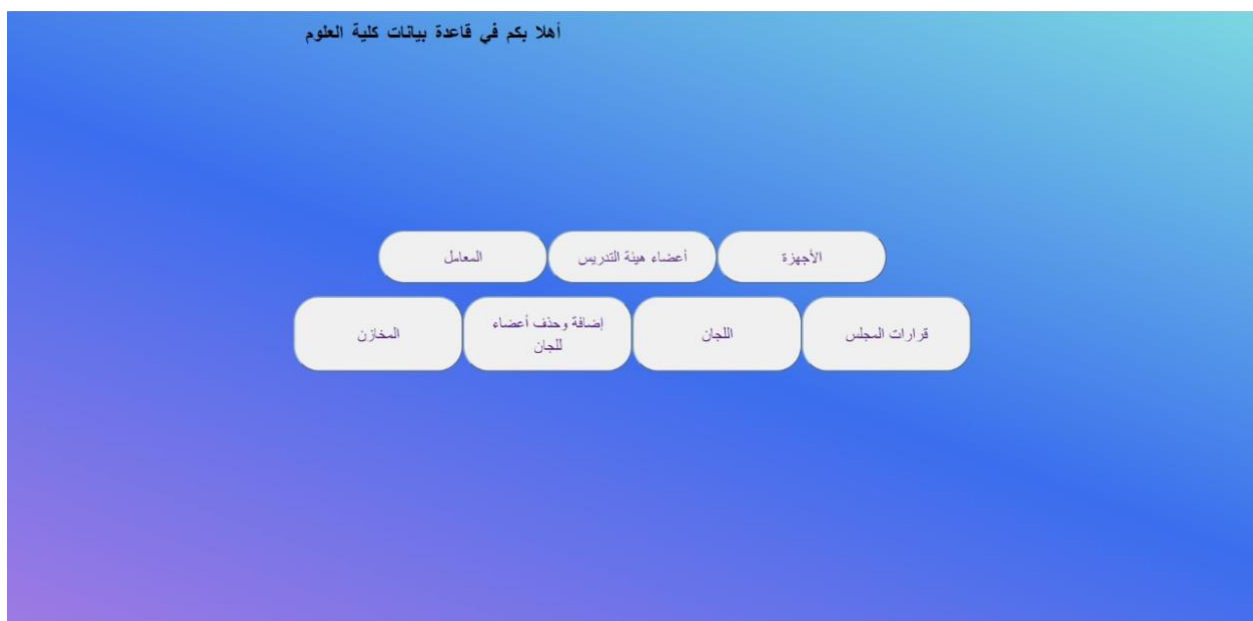 أهلا بكم في قاعدة بيانات كلية العلوم
الأجهزة
أعضاء هيئة التدريس
المعامل
قرارات المجلس
اللجان
إضافة وحذف أعضاء
للجان
المخازن